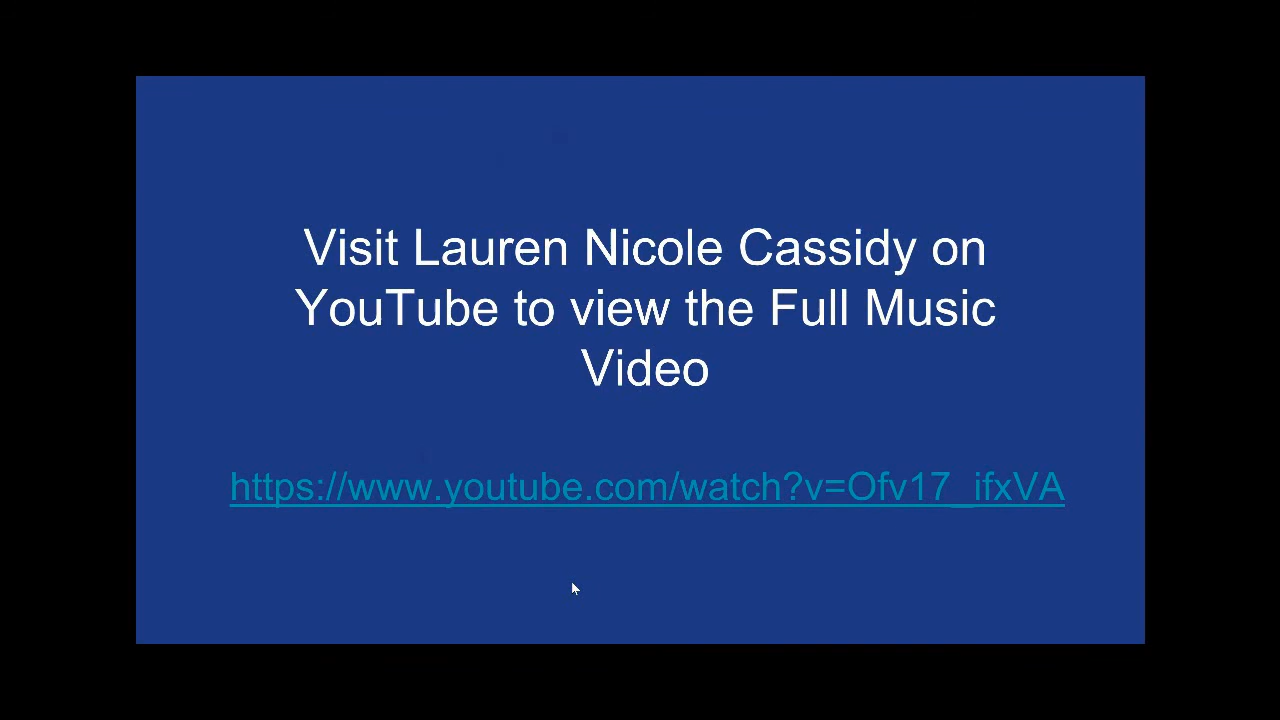 Visit Lauren Nicole Cassidy on
YouTube to view the Full Music
Video
https://www.youtube.com/watch?v=Ofv17_ifxVA